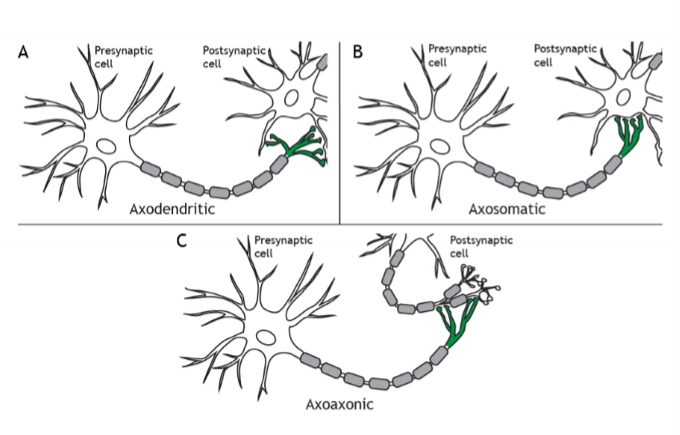 A
Presynaptic
cell
Postsynaptic
cell
Axodendritic
B
Presynaptic
cell
Postsynaptic
cell
Axosomatic
C
Presynaptic
cell
Postsynaptic
cell
Axoaxonic